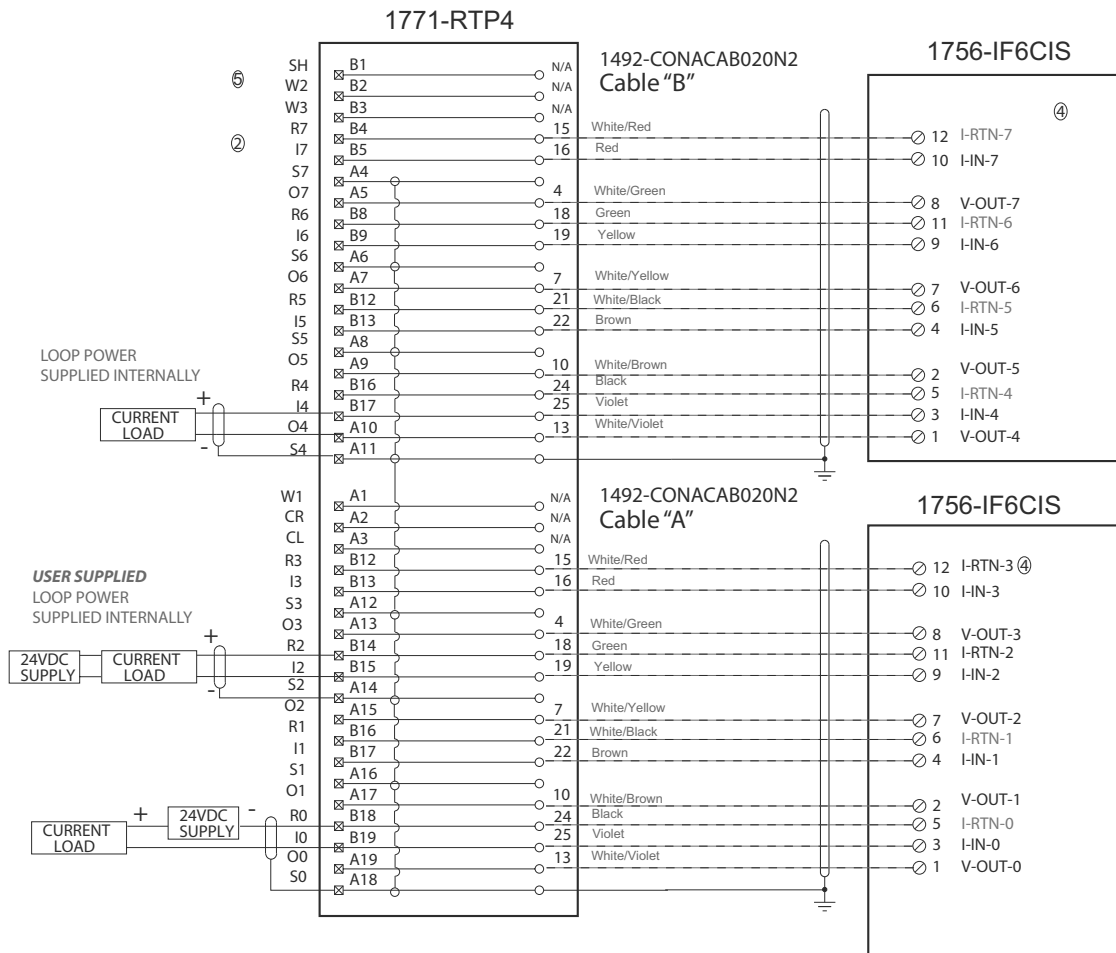 1771-RTP4
1492-CONACAB020N2
Cable "B"
1756-IF6CIS
④
⑤
②
SH B1 N/A
W2 B2 N/A
W3 B3 N/A
R7 B4 15 White/Red 12 I-RTN-7
I7 B5 16 Red 10 I-IN-7
S7 A4
O7 A5 4 White/Green 8 V-OUT-7
R6 B8 18 Green 11 I-RTN-6
I6 B9 19 Yellow 9 I-IN-6
S6 A6
O6 A7 7 White/Yellow 7 V-OUT-6
R5 B12 21 White/Black 6 I-RTN-5
I5 B13 22 Brown 4 I-IN-5
S5 A8
O5 A9 10 White/Brown 2 V-OUT-5
R4 B16 24 Black 5 I-RTN-4
I4 B17 25 Violet 3 I-IN-4
O4 A10 13 White/Violet 1 V-OUT-4
S4 A11
LOOP POWER
SUPPLIED INTERNALLY
+
CURRENT
LOAD
-
1492-CONACAB020N2
Cable "A"
1756-IF6CIS
W1 A1 N/A
CR A2 N/A
CL A3 N/A
R3 B12 15 White/Red 12 I-RTN-3 ④
I3 B13 16 Red 10 I-IN-3
S3 A12
O3 A13 4 White/Green 8 V-OUT-3
R2 B14 18 Green 11 I-RTN-2
I2 B15 19 Yellow 9 I-IN-2
S2 A14
O2 A15 7 White/Yellow 7 V-OUT-2
R1 B16 21 White/Black 6 I-RTN-1
I1 B17 22 Brown 4 I-IN-1
S1 A16
O1 A17 10 White/Brown 2 V-OUT-1
R0 B18 24 Black 5 I-RTN-0
I0 B19 25 Violet 3 I-IN-0
O0 A19 13 White/Violet 1 V-OUT-0
S0 A18
USER SUPPLIED
LOOP POWER
SUPPLIED INTERNALLY
+
24VDC
SUPPLY
CURRENT
LOAD
-
+
24VDC
SUPPLY
-
CURRENT
LOAD